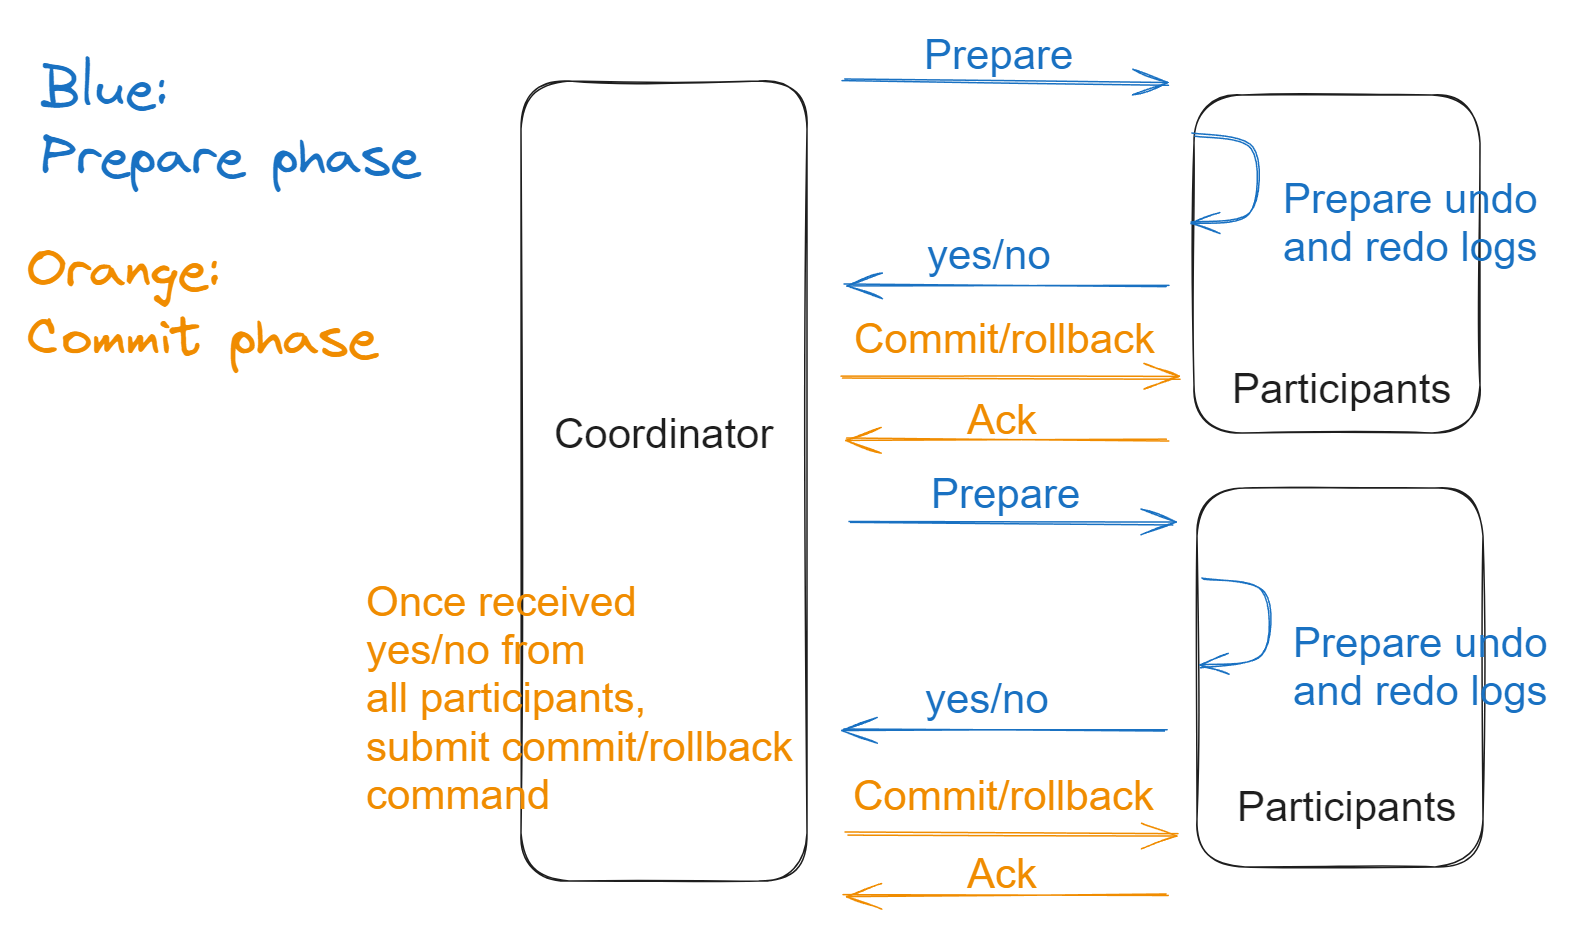 Blue:
Prepare phase
Orange:
Commit phase
Coordinator
Once received
yes/no from
all participants,
submit commit/rollback
command
Prepare
Prepare undo
and redo logs
yes/no
Commit/rollback
Participants
Ack
Prepare
Prepare undo
and redo logs
yes/no
Commit/rollback
Participants
Ack